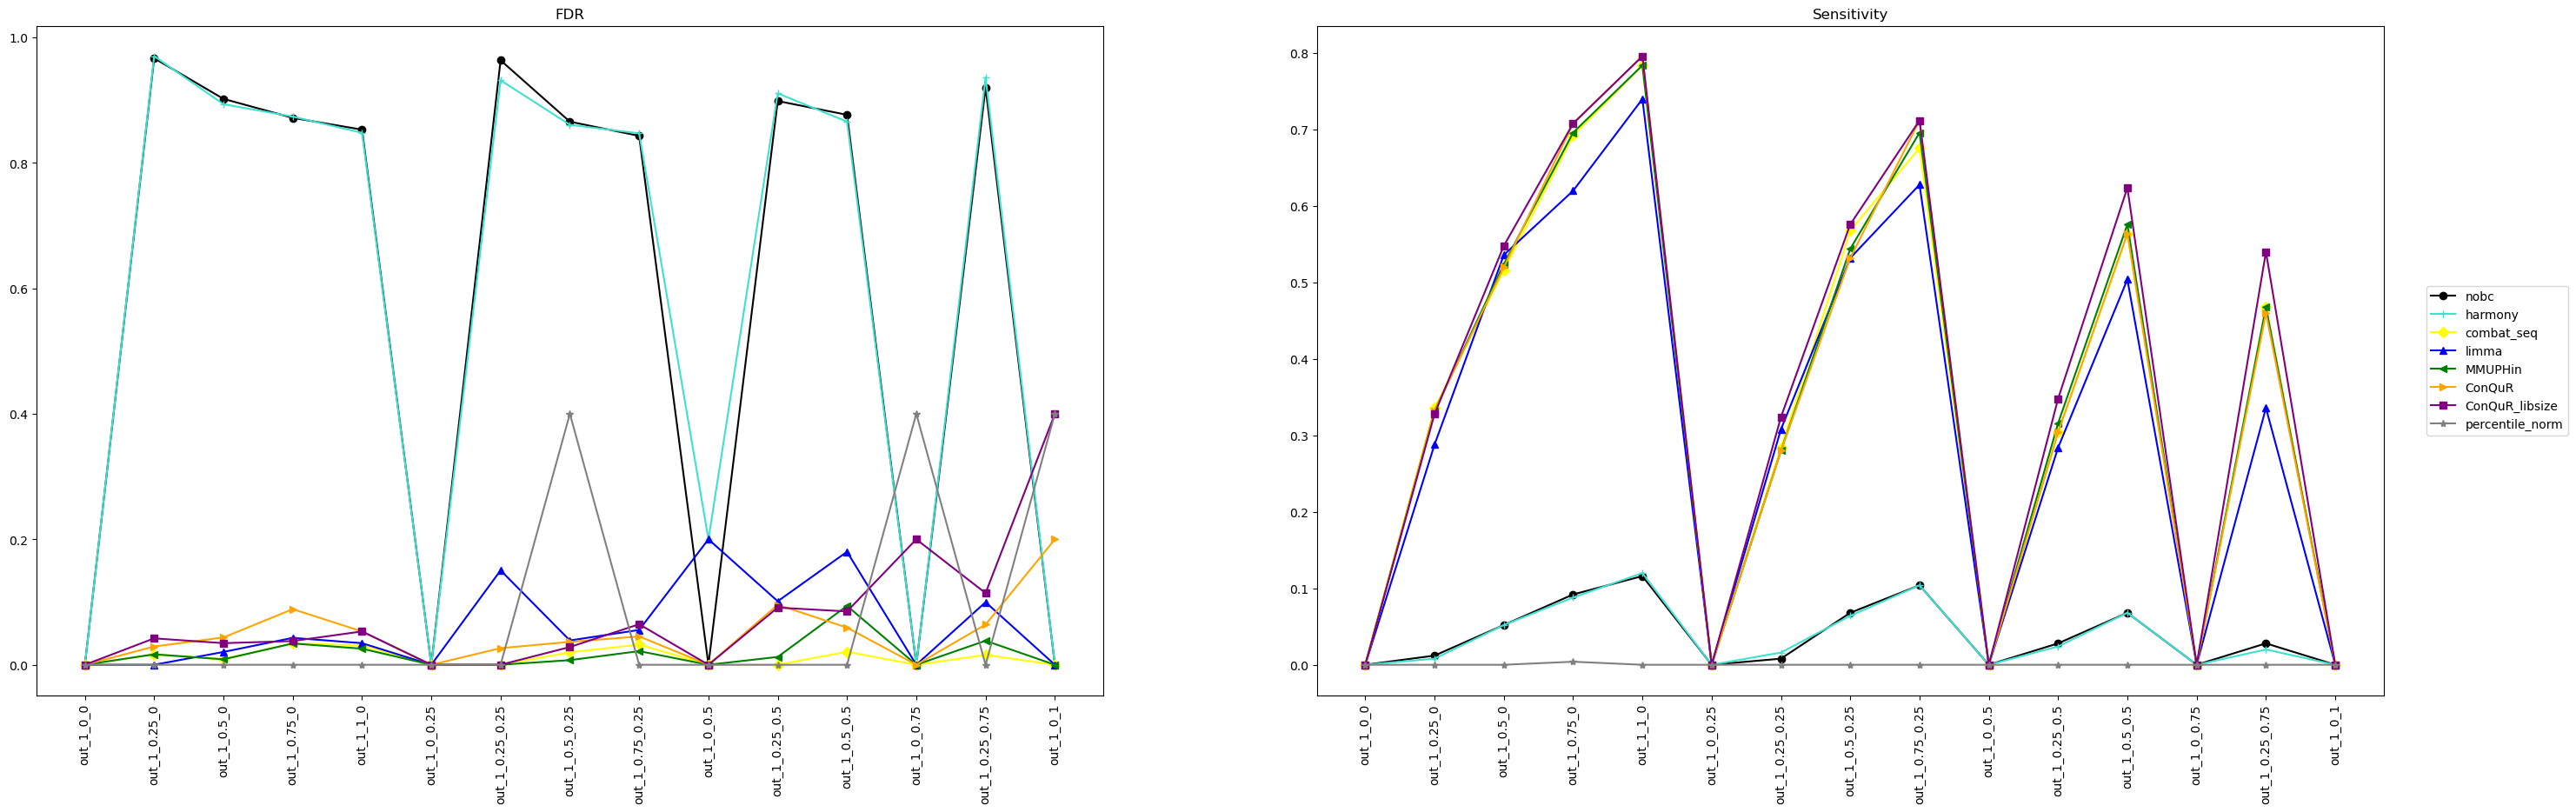 FDR
1.0
0.8
0.6
0.4
0.2
0.0
out_1_0_0
out_1_0.25_0
out_1_0.5_0
out_1_0.75_0
out_1_1_0
out_1_0_0.25
out_1_0.25_0.25
out_1_0.5_0.25
out_1_0.75_0.25
out_1_0_0.5
out_1_0.25_0.5
out_1_0.5_0.5
out_1_0_0.75
out_1_0.25_0.75
out_1_0_1
Sensitivity
0.8
0.7
0.6
0.5
0.4
0.3
0.2
0.1
0.0
out_1_0_0
out_1_0.25_0
out_1_0.5_0
out_1_0.75_0
out_1_1_0
out_1_0_0.25
out_1_0.25_0.25
out_1_0.5_0.25
out_1_0.75_0.25
out_1_0_0.5
out_1_0.25_0.5
out_1_0.5_0.5
out_1_0_0.75
out_1_0.25_0.75
out_1_0_1
nobc
harmony
combat_seq
limma
MMUPHin
ConQuR
ConQuR_libsize
percentile_norm